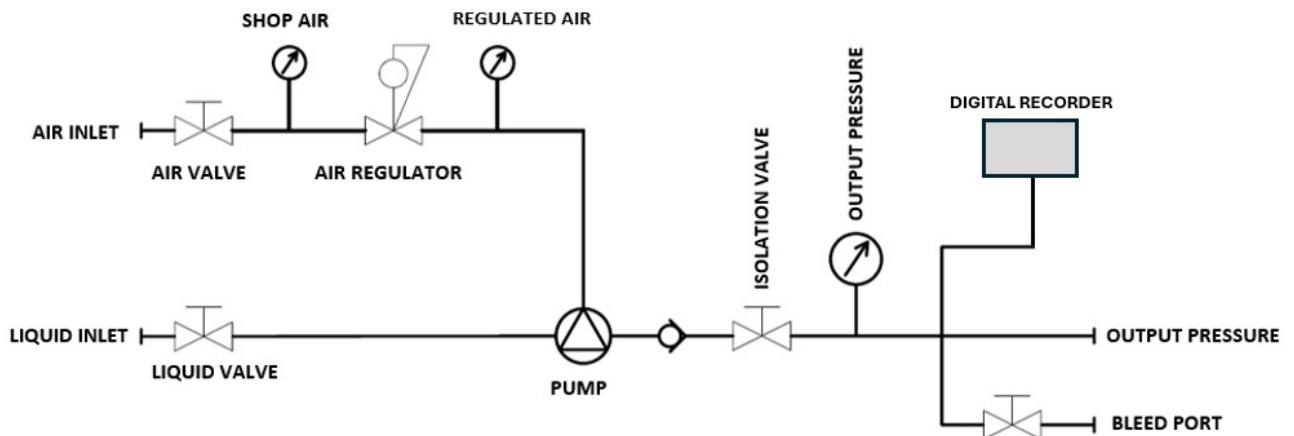 SHOP AIR
REGULATED AIR
AIR INLET
AIR VALVE
AIR REGULATOR
ISOLATION VALVE
OUTPUT PRESSURE
DIGITAL RECORDER
LIQUID INLET
LIQUID VALVE
PUMP
OUTPUT PRESSURE
BLEED PORT